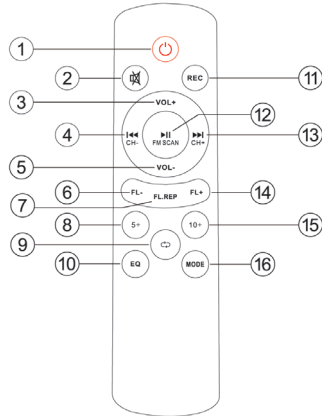 1
2
REC
11
3
VOL+
12
4
CH-
FM SCAN
CH+
13
5
VOL-
6
FL-
FL+
14
7
FL.REP
8
5+
10+
15
9
10
EQ
MODE
16